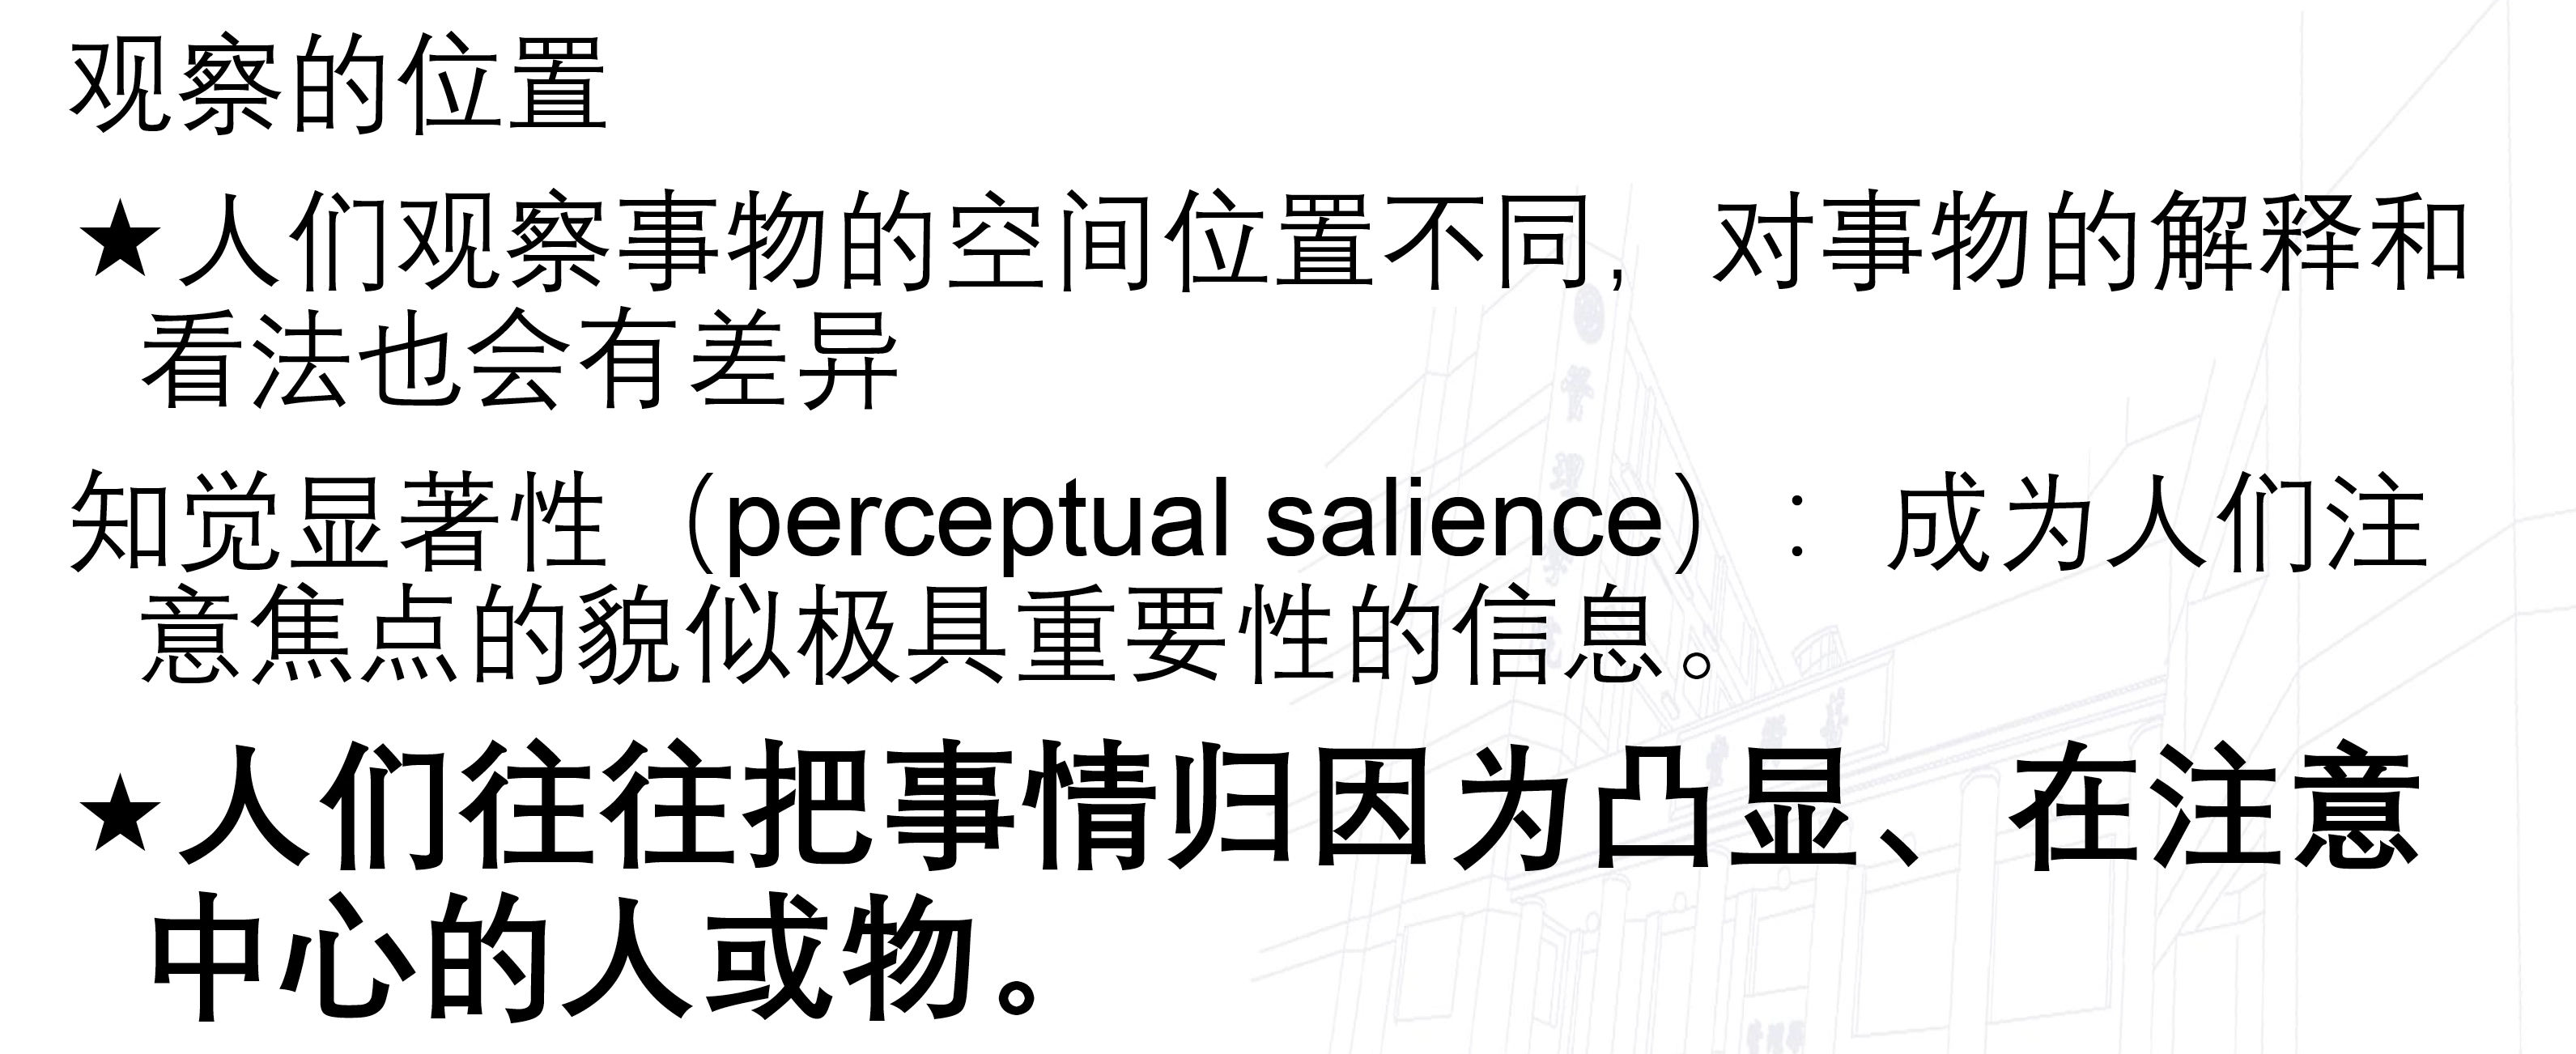 观察的位置
★人们观察事物的空间位置不同，对事物的解释和
看法也会有差异
知觉显著性（perceptual salience）：成为人们注
意焦点的貌似极具重要性的信息。
★人们往往把事情归因为凸显、在注意
中心的人或物。